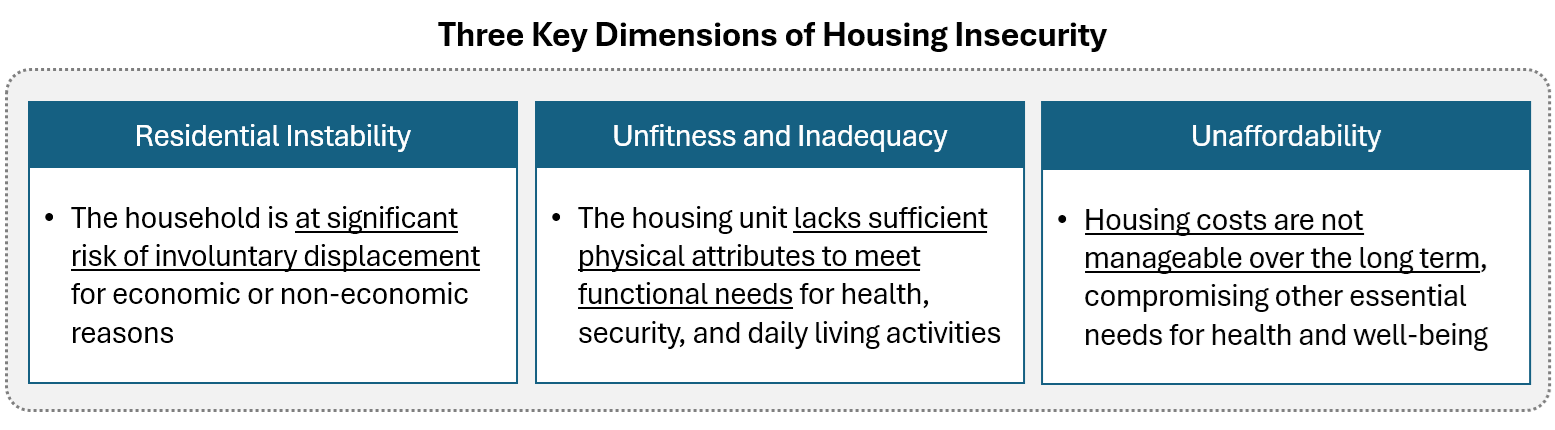 Three Key Dimensions of Housing Insecurity
Residential Instability
• The household is at significant
risk of involuntary displacement
for economic or non-economic
reasons
Unfitness and Inadequacy
• The housing unit lacks sufficient
physical attributes to meet
functional needs for health,
security, and daily living activities
Unaffordability
• Housing costs are not
manageable over the long term,
compromising other essential
needs for health and well-being